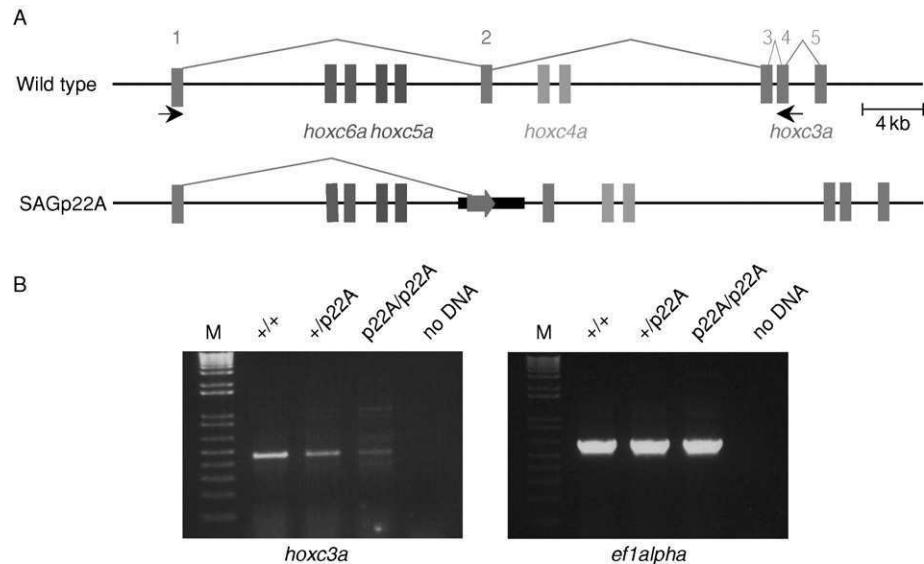 A
1 2 3 4 5
Wild type
hoxc6a hoxc5a hoxc4a hoxc3a 4 kb
SAGp22A
B
M +/+ +/p22A p22A/p22A no DNA M +/+ +/p22A p22A/p22A no DNA
hoxc3a ef1alpha